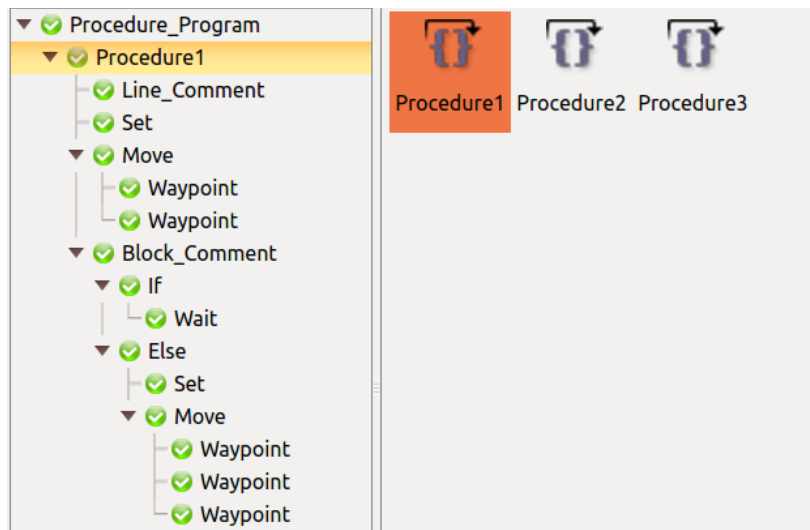 Procedure_Program
Procedure1
Line_Comment
Set
Move
Waypoint
Waypoint
Block_Comment
If
Wait
Else
Set
Move
Waypoint
Waypoint
Waypoint
Procedure1 Procedure2 Procedure3